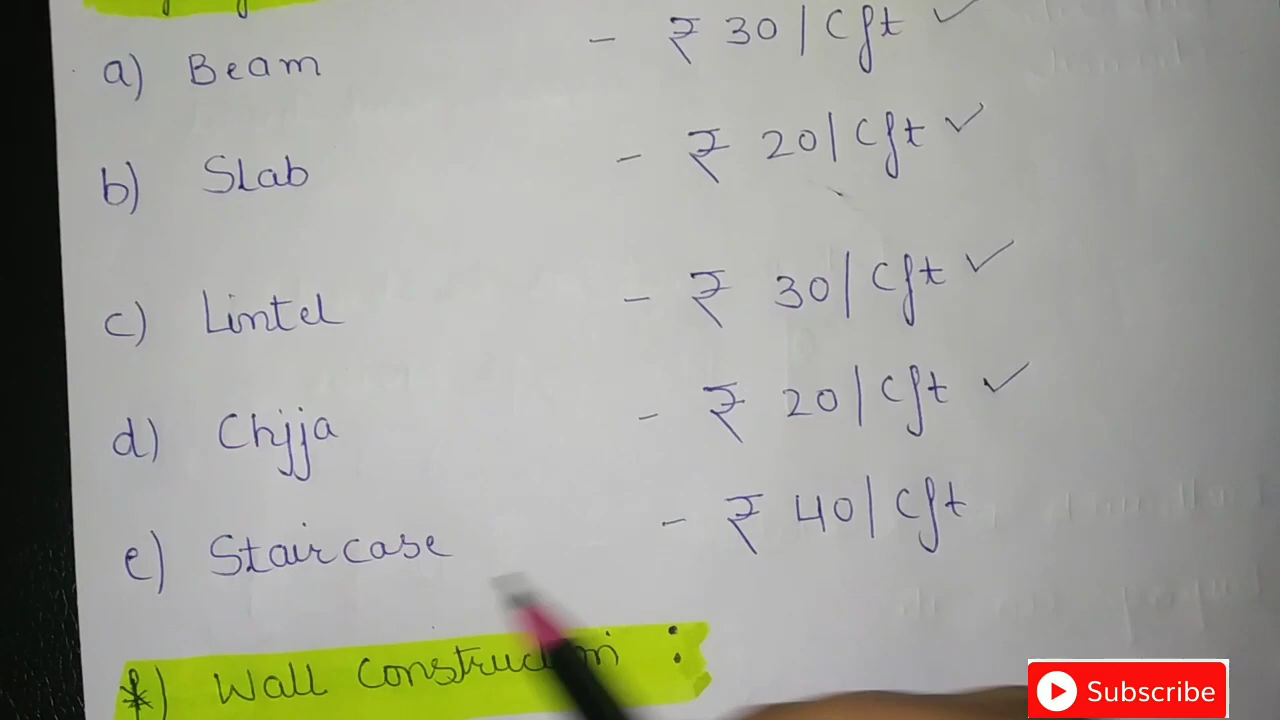 a) Beam - ₹ 30/Cft ✓
b) Slab - ₹ 20/Cft ✓
c) Lintel - ₹ 30/Cft ✓
d) Chjja - ₹ 20/Cft ✓
e) Staircase - ₹ 40/Cft
*) Wall Construction :
Subscribe